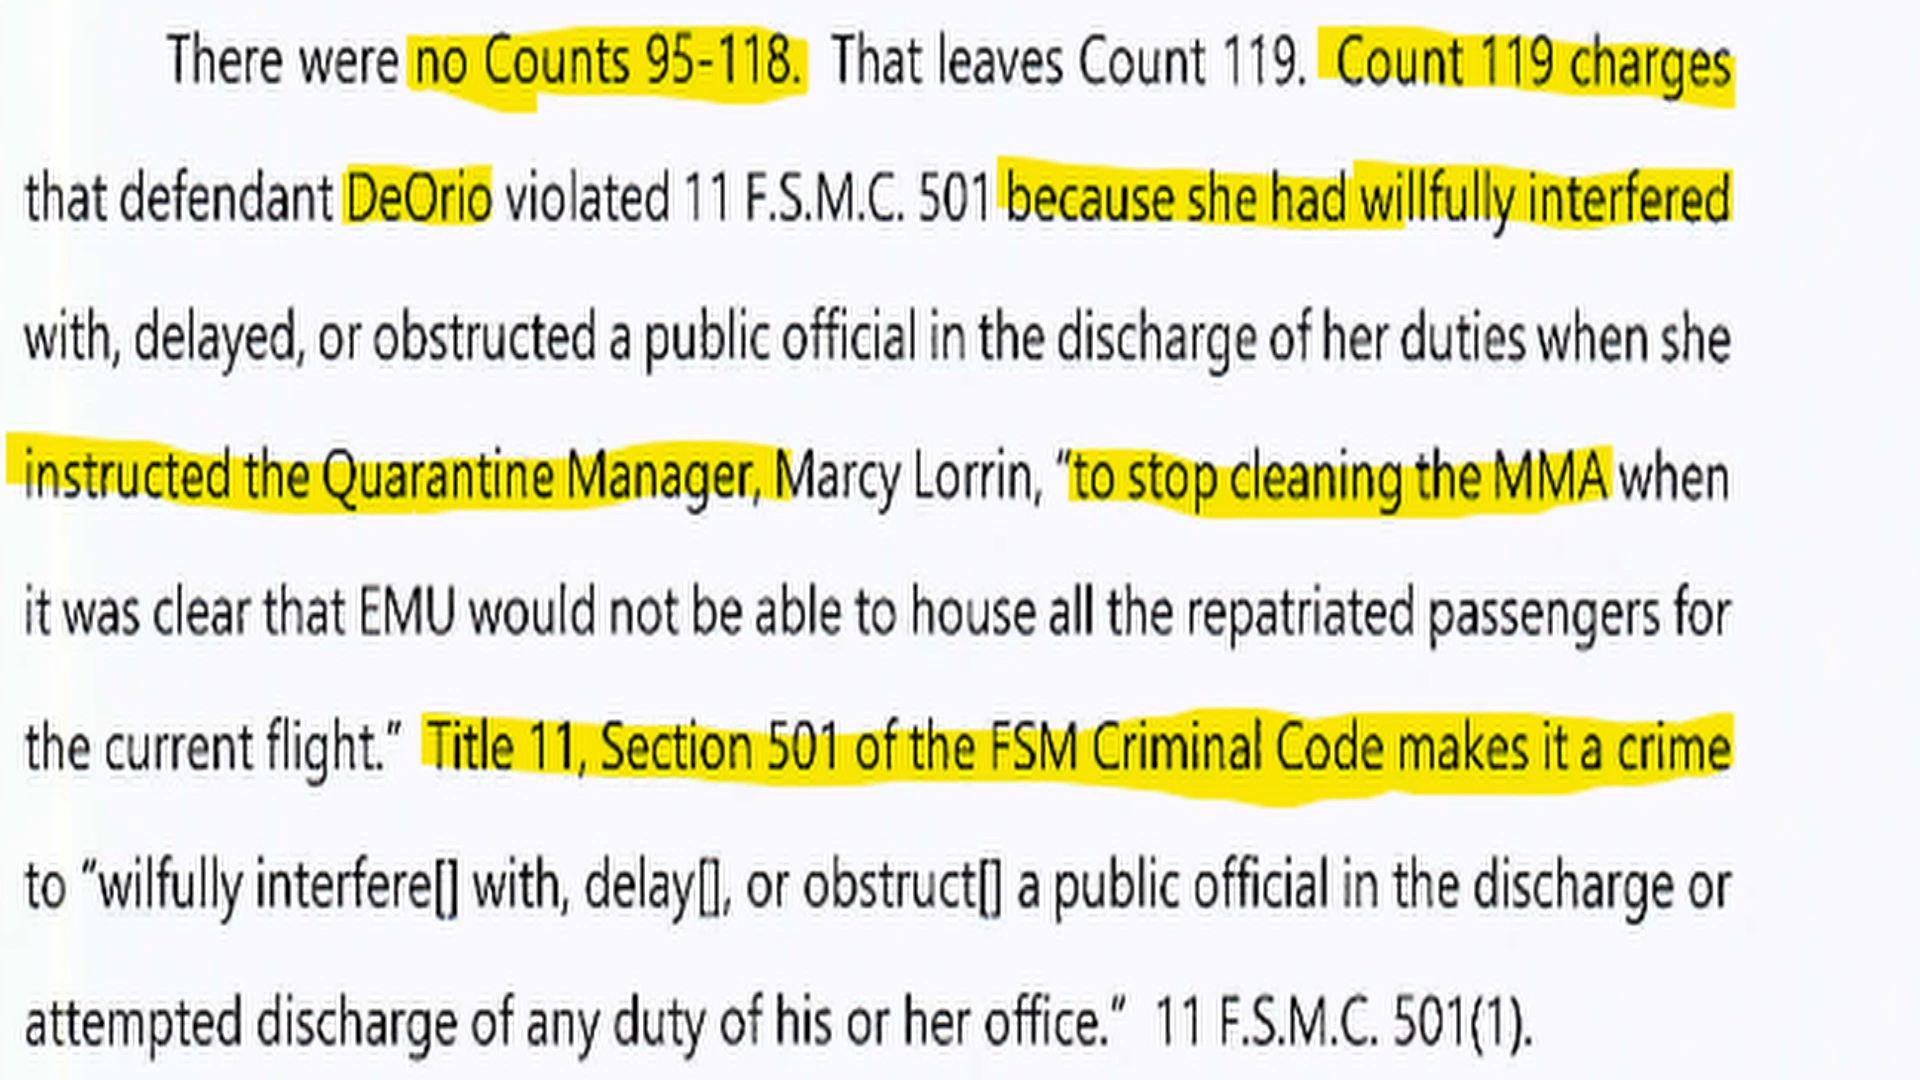 There were no Counts 95-118. That leaves Count 119. Count 119 charges
that defendant DeOrio violated 11 F.S.M.C. 501 because she had willfully interfered
with, delayed, or obstructed a public official in the discharge of her duties when she
instructed the Quarantine Manager, Marcy Lorrin, “to stop cleaning the MMA when
it was clear that EMU would not be able to house all the repatriated passengers for
the current flight.” Title 11, Section 501 of the FSM Criminal Code makes it a crime
to “wilfully interfere[] with, delay[], or obstruct[] a public official in the discharge or
attempted discharge of any duty of his or her office.” 11 F.S.M.C. 501(1).